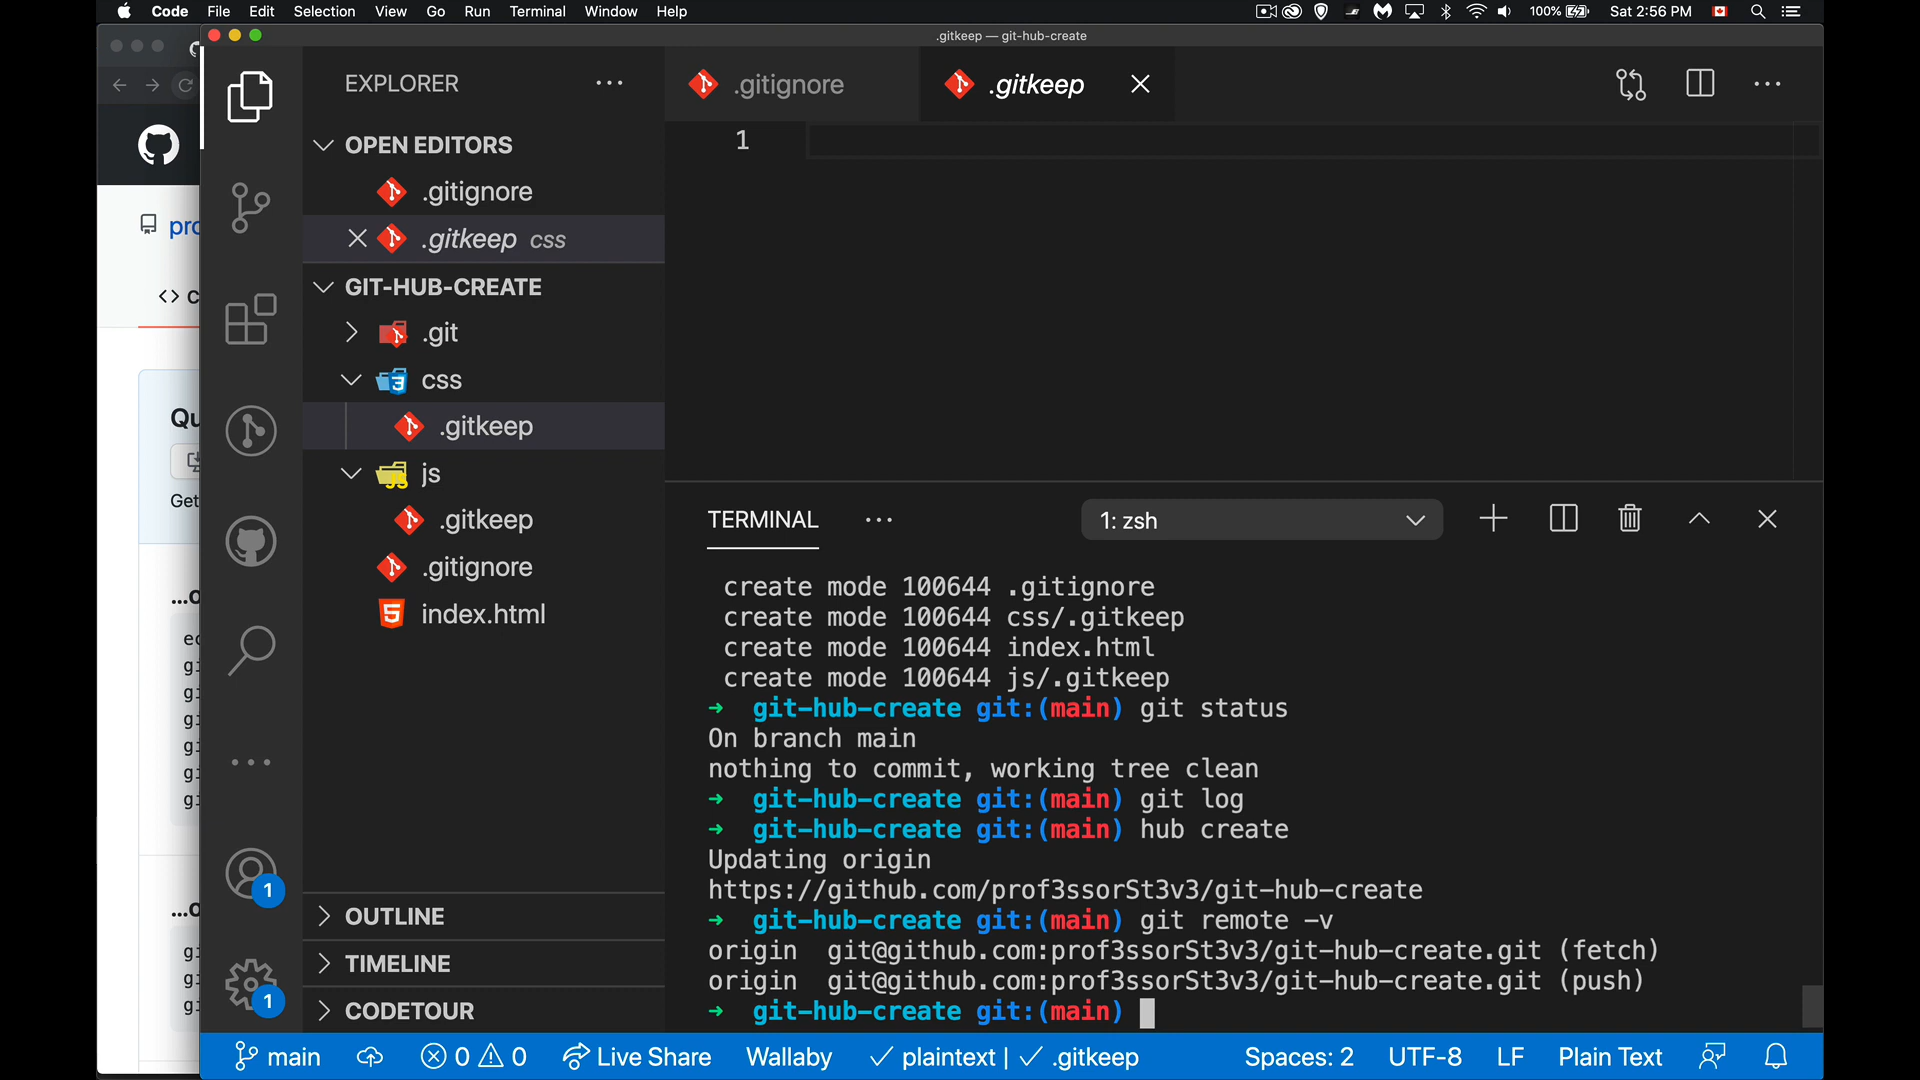 Code File Edit Selection View Go Run Terminal Window Help
100% Sat 2:56 PM
.gitkeep — git-hub-create
EXPLORER
.gitignore
.gitkeep
OPEN EDITORS
.gitignore
.gitkeep css
GIT-HUB-CREATE
.git
css
.gitkeep
js
.gitkeep
.gitignore
index.html
OUTLINE
TIMELINE
CODETOUR
1
1
1
TERMINAL
1: zsh
create mode 100644 .gitignore
create mode 100644 css/.gitkeep
create mode 100644 index.html
create mode 100644 js/.gitkeep
➜ git-hub-create git:(main) git status
On branch main
nothing to commit, working tree clean
➜ git-hub-create git:(main) git log
➜ git-hub-create git:(main) hub create
Updating origin
https://github.com/prof3ssorSt3v3/git-hub-create
➜ git-hub-create git:(main) git remote -v
origin git@github.com:prof3ssorSt3v3/git-hub-create.git (fetch)
origin git@github.com:prof3ssorSt3v3/git-hub-create.git (push)
➜ git-hub-create git:(main)
main 0 0 Live Share Wallaby ✓ plaintext | ✓ .gitkeep Spaces: 2 UTF-8 LF Plain Text
Get